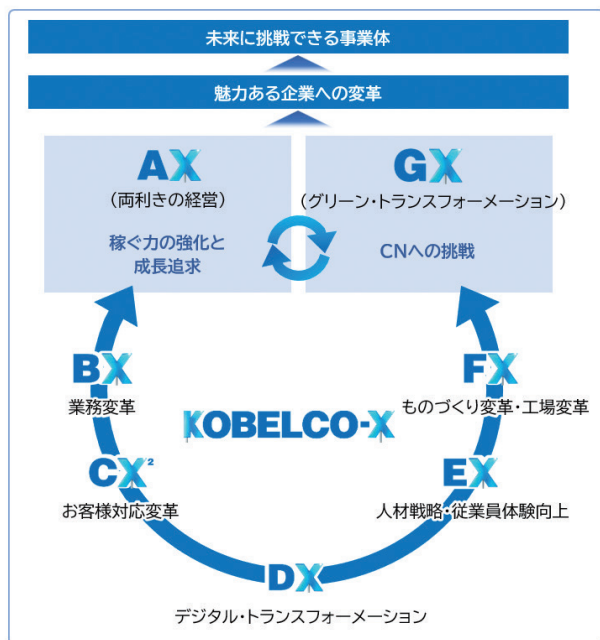 未来に挑戦できる事業体
魅力ある企業への変革
AX
(両利きの経営)
稼ぐ力の強化と
成長追求
GX
(グリーン・トランスフォーメーション)
CNへの挑戦
BX
業務変革
FX
ものづくり変革・工場変革
KOBELCO-X
CX²
お客様対応変革
EX
人材戦略・従業員体験向上
DX
デジタル・トランスフォーメーション